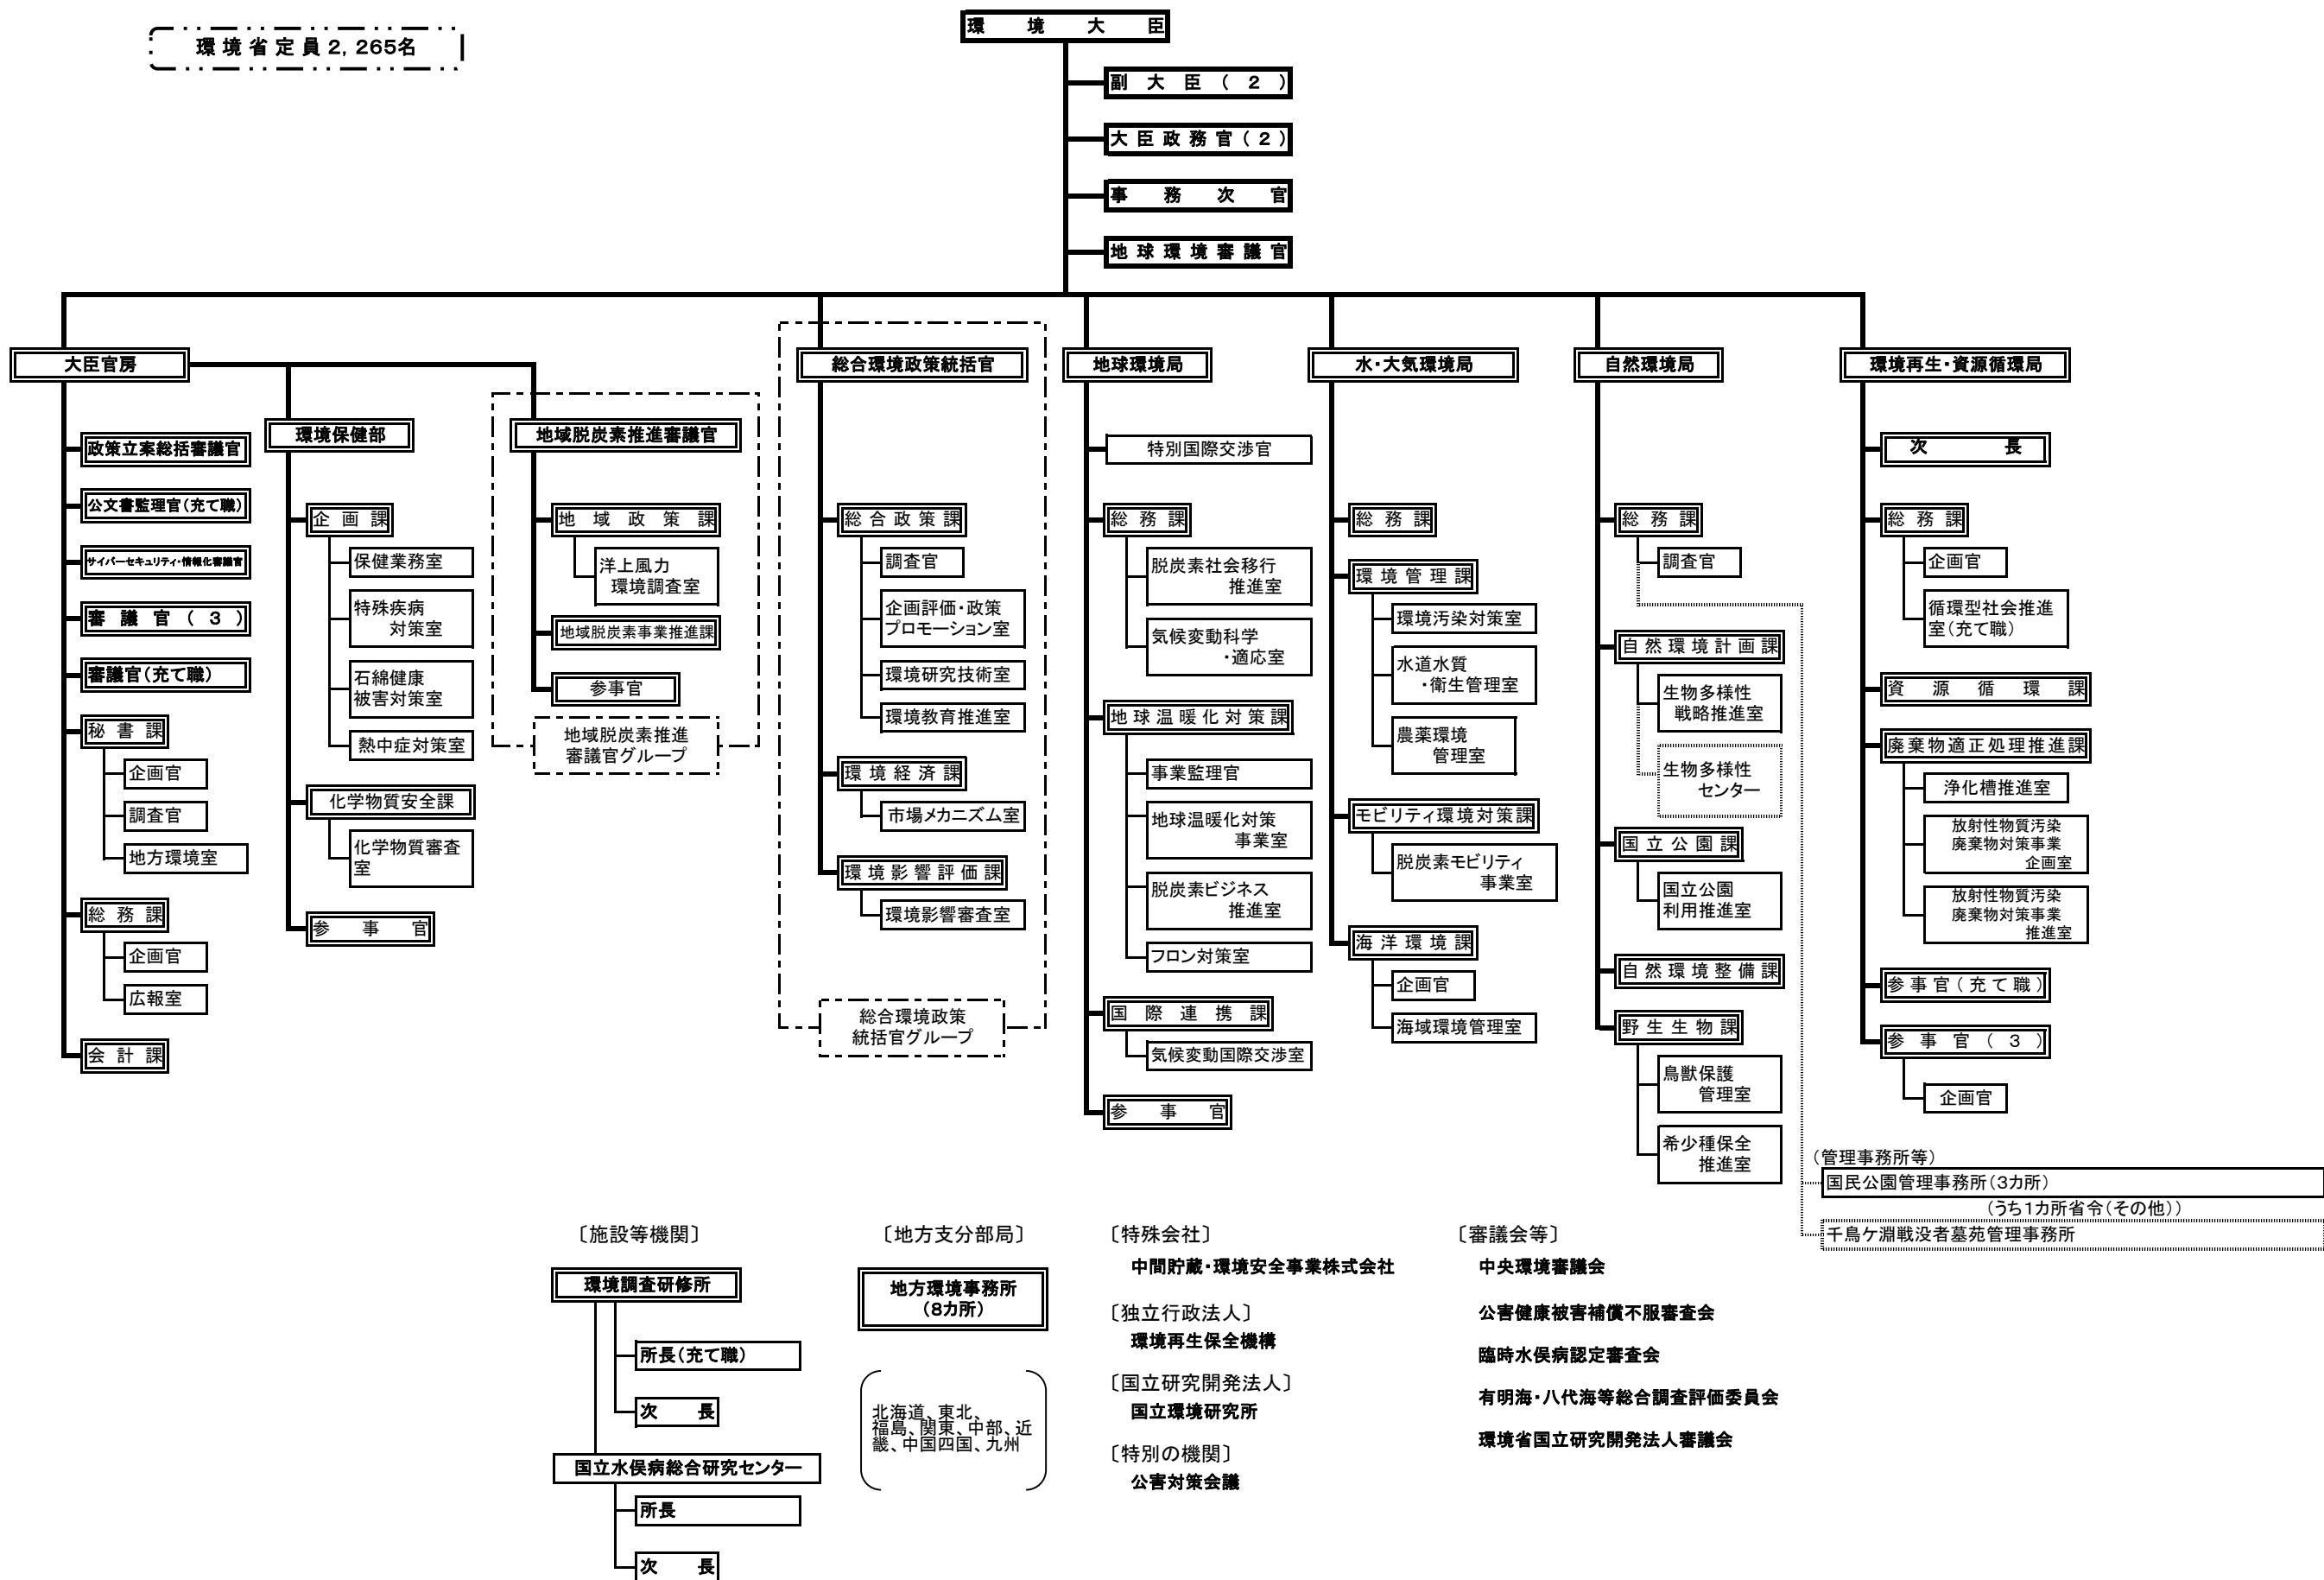 環境省定員2,265名
環境大臣
副大臣(2)
大臣政務官(2)
事務次官
地球環境審議官
大臣官房
政策立案総括審議官
公文書監理官(充て職)
サイバーセキュリティ・情報化審議官
審議官(3)
審議官(充て職)
秘書課
企画官
調査官
地方環境室
総務課
企画官
広報室
会計課
環境保健部
企画課
保健業務室
特殊疾病
対策室
石綿健康
被害対策室
熱中症対策室
化学物質安全課
化学物質審査
室
参事官
地域脱炭素推進審議官
地域政策課
洋上風力
環境調査室
地域脱炭素事業推進課
参事官
地域脱炭素推進
審議官グループ
総合環境政策統括官
総合政策課
調査官
企画評価・政策
プロモーション室
環境研究技術室
環境教育推進室
環境経済課
市場メカニズム室
環境影響評価課
環境影響審査室
総合環境政策
統括官グループ
地球環境局
特別国際交渉官
総務課
脱炭素社会移行
推進室
気候変動科学
・適応室
地球温暖化対策課
事業監理官
地球温暖化対策
事業室
脱炭素ビジネス
推進室
フロン対策室
国際連携課
気候変動国際交渉室
参事官
水・大気環境局
総務課
環境管理課
環境汚染対策室
水道水質
・衛生管理室
農薬環境
管理室
モビリティ環境対策課
脱炭素モビリティ
事業室
海洋環境課
企画官
海域環境管理室
自然環境局
総務課
調査官
自然環境計画課
生物多様性
戦略推進室
生物多様性
センター
国立公園課
国立公園
利用推進室
自然環境整備課
野生生物課
鳥獣保護
管理室
希少種保全
推進室
環境再生・資源循環局
次長
総務課
企画官
循環型社会推進
室(充て職)
資源循環課
廃棄物適正処理推進課
浄化槽推進室
放射性物質汚染
廃棄物対策事業
企画室
放射性物質汚染
廃棄物対策事業
推進室
参事官(充て職)
参事官(3)
企画官
(管理事務所等)
国民公園管理事務所(3カ所)
(うち1カ所省令(その他))
千鳥ケ淵戦没者墓苑管理事務所
〔施設等機関〕
環境調査研修所
所長(充て職)
次長
国立水俣病総合研究センター
所長
次長
〔地方支分部局〕
地方環境事務所
(8カ所)
北海道、東北、
福島、関東、中部、近
畿、中国四国、九州
〔特殊会社〕
中間貯蔵・環境安全事業株式会社
〔独立行政法人〕
環境再生保全機構
〔国立研究開発法人〕
国立環境研究所
〔特別の機関〕
公害対策会議
〔審議会等〕
中央環境審議会
公害健康被害補償不服審査会
臨時水俣病認定審査会
有明海・八代海等総合調査評価委員会
環境省国立研究開発法人審議会